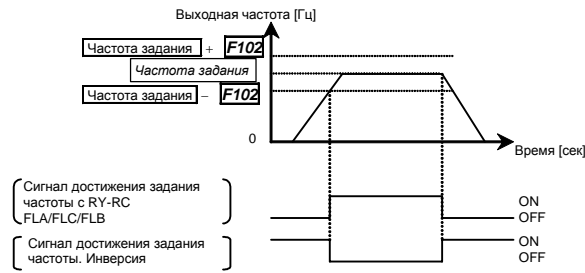 Выходная частота [Гц]
Частота задания + F102
Частота задания
Частота задания – F102
0
Время [сек]
Сигнал достижения задания
частоты с RY-RC
FLA/FLC/FLB
ON
OFF
Сигнал достижения задания
частоты. Инверсия
ON
OFF